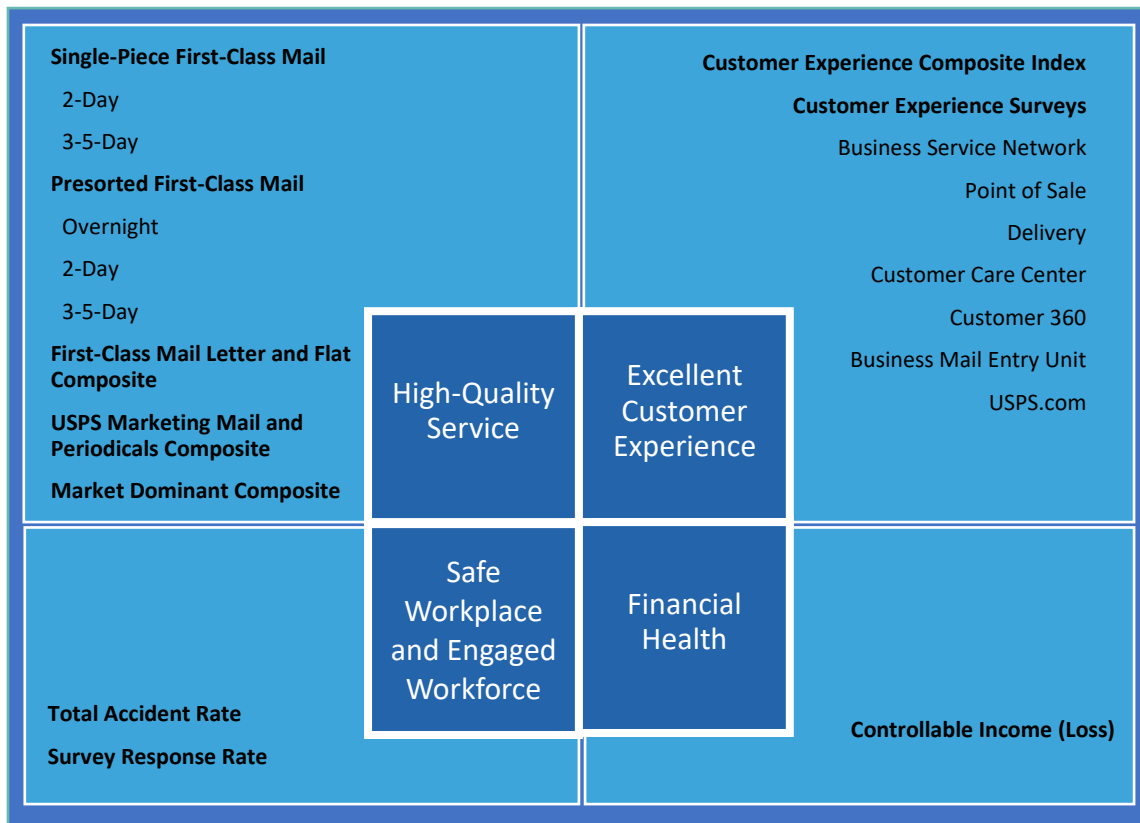 Single-Piece First-Class Mail
2-Day
3-5-Day
Presorted First-Class Mail
Overnight
2-Day
3-5-Day
First-Class Mail Letter and Flat
Composite
USPS Marketing Mail and
Periodicals Composite
Market Dominant Composite
Customer Experience Composite Index
Customer Experience Surveys
Business Service Network
Point of Sale
Delivery
Customer Care Center
Customer 360
Business Mail Entry Unit
USPS.com
High-Quality
Service
Excellent
Customer
Experience
Safe
Workplace
and Engaged
Workforce
Financial
Health
Total Accident Rate
Survey Response Rate
Controllable Income (Loss)